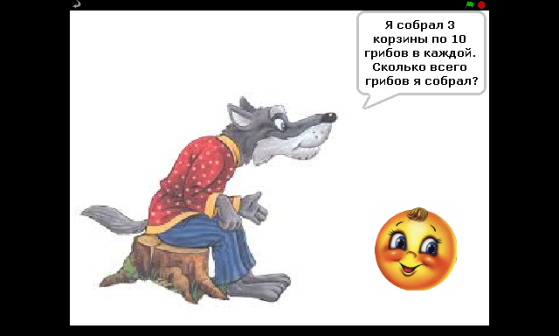 Я собрал 3
корзины по 10
грибов в каждой.
Сколько всего
грибов я собрал?